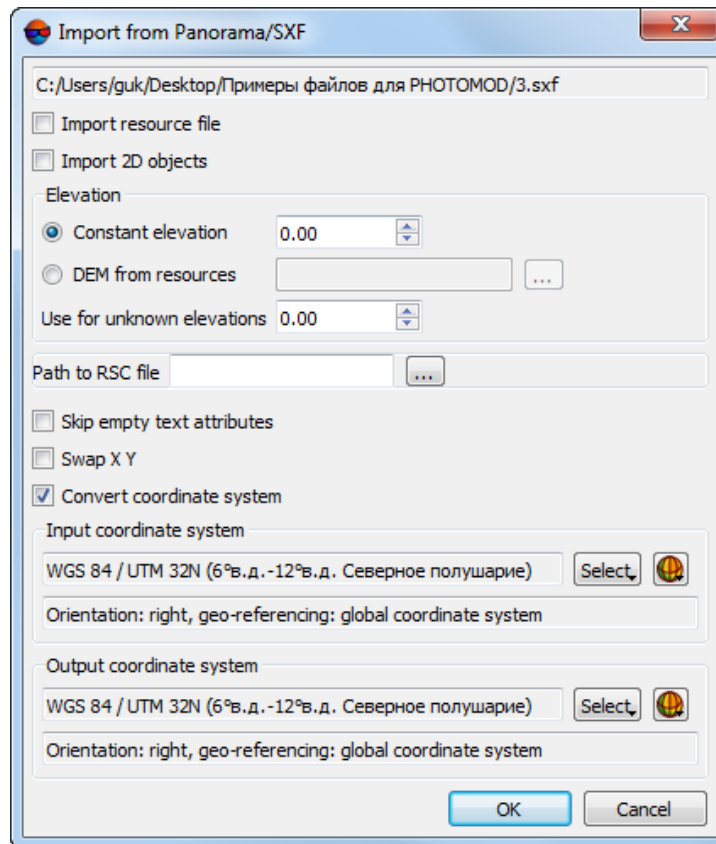 Import from Panorama/SXF
C:/Users/guk/Desktop/Примеры файлов для PHOTOMOD/3.sxf
Import resource file
Import 2D objects
Elevation
Constant elevation 0.00
DEM from resources ...
Use for unknown elevations 0.00
Path to RSC file ...
Skip empty text attributes
Swap X Y
Convert coordinate system
Input coordinate system
WGS 84 / UTM 32N (6°в.д.-12°в.д. Северное полушарие) Select
Orientation: right, geo-referencing: global coordinate system
Output coordinate system
WGS 84 / UTM 32N (6°в.д.-12°в.д. Северное полушарие) Select
Orientation: right, geo-referencing: global coordinate system
OK Cancel